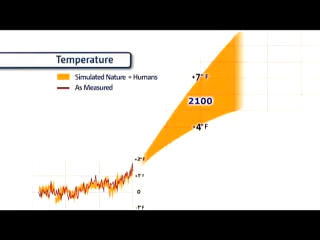 Temperature
Simulated Nature + Humans
As Measured
+7° F
2100
+4° F
+2° F
+1° F
0
-1° F